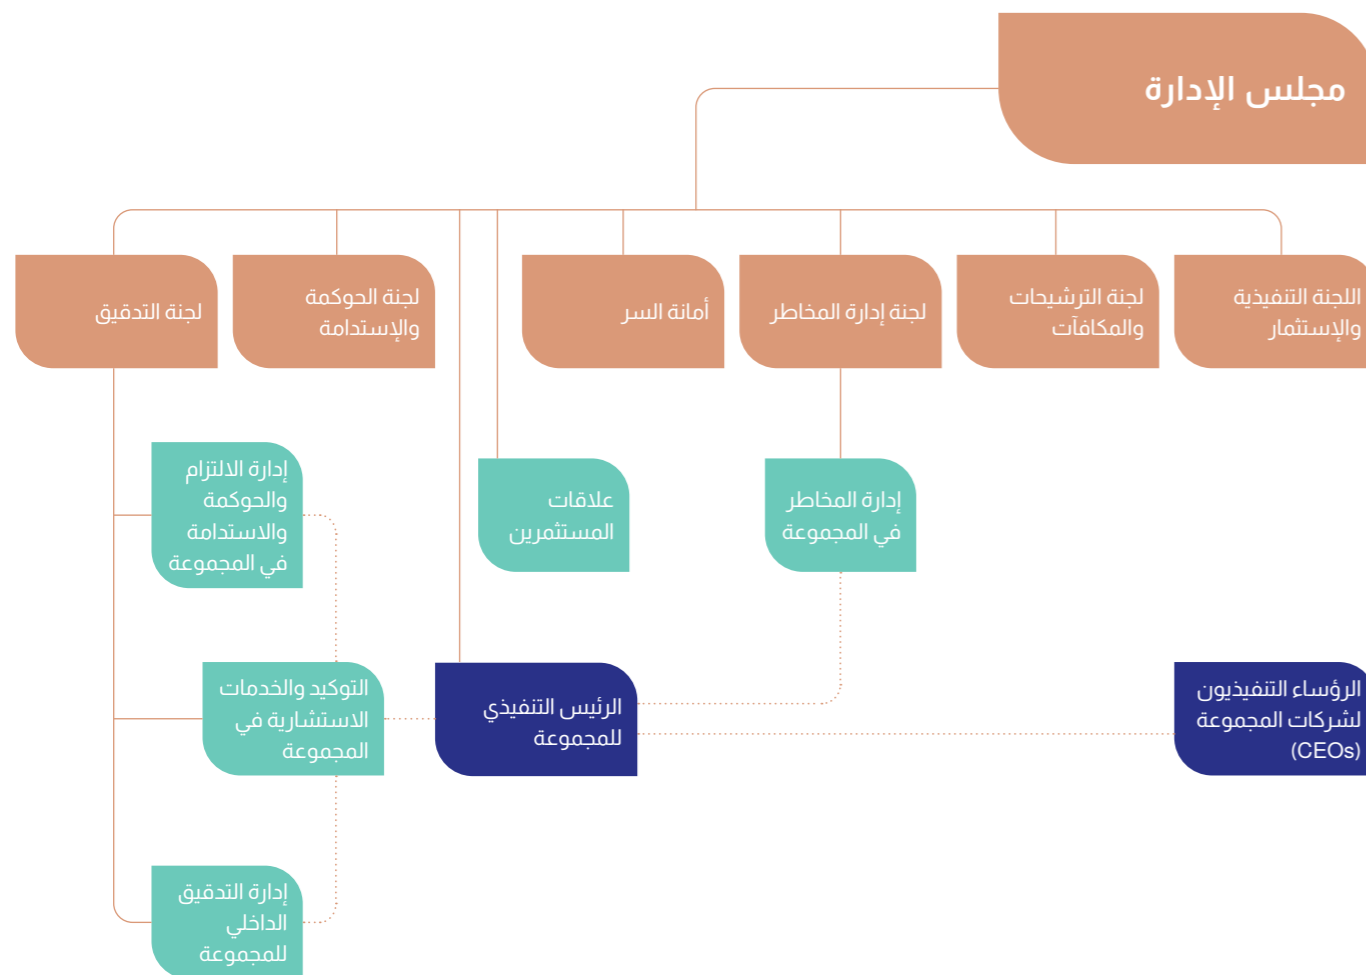 مجلس الإدارة
اللجنة التنفيذية
والإستثمار
لجنة الترشيحات
والمكافآت
لجنة إدارة المخاطر
أمانة السر
لجنة الحوكمة
والإستدامة
لجنة التدقيق
إدارة المخاطر
في المجموعة
علاقات
المستثمرين
إدارة الالتزام
والحوكمة
والاستدامة
في المجموعة
الرؤساء التنفيذيون
لشركات المجموعة
(CEOs)
الرئيس التنفيذي
للمجموعة
التوكيد والخدمات
الاستشارية في
المجموعة
إدارة التدقيق
الداخلي
للمجموعة